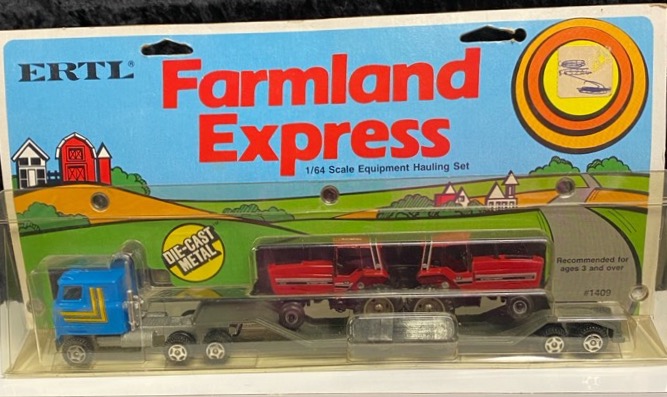 ERTL®
Farmland
Express
1/64 Scale Equipment Hauling Set
DIE-CAST
METAL
Recommended for
ages 3 and over
#1409